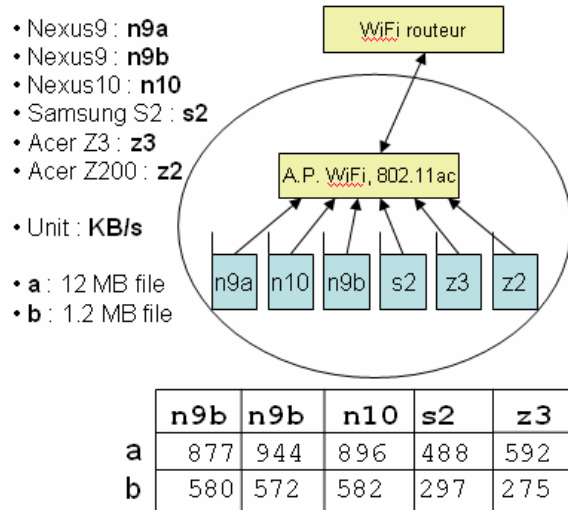 • Nexus9 : n9a
• Nexus9 : n9b
• Nexus10 : n10
• Samsung S2 : s2
• Acer Z3 : z3
• Acer Z200 : z2
• Unit : KB/s
• a : 12 MB file
• b : 1.2 MB file
WiFi routeur
A.P. WiFi, 802.11ac
n9a n10 n9b s2 z3 z2
n9b n9b n10 s2 z3
a 877 944 896 488 592
b 580 572 582 297 275